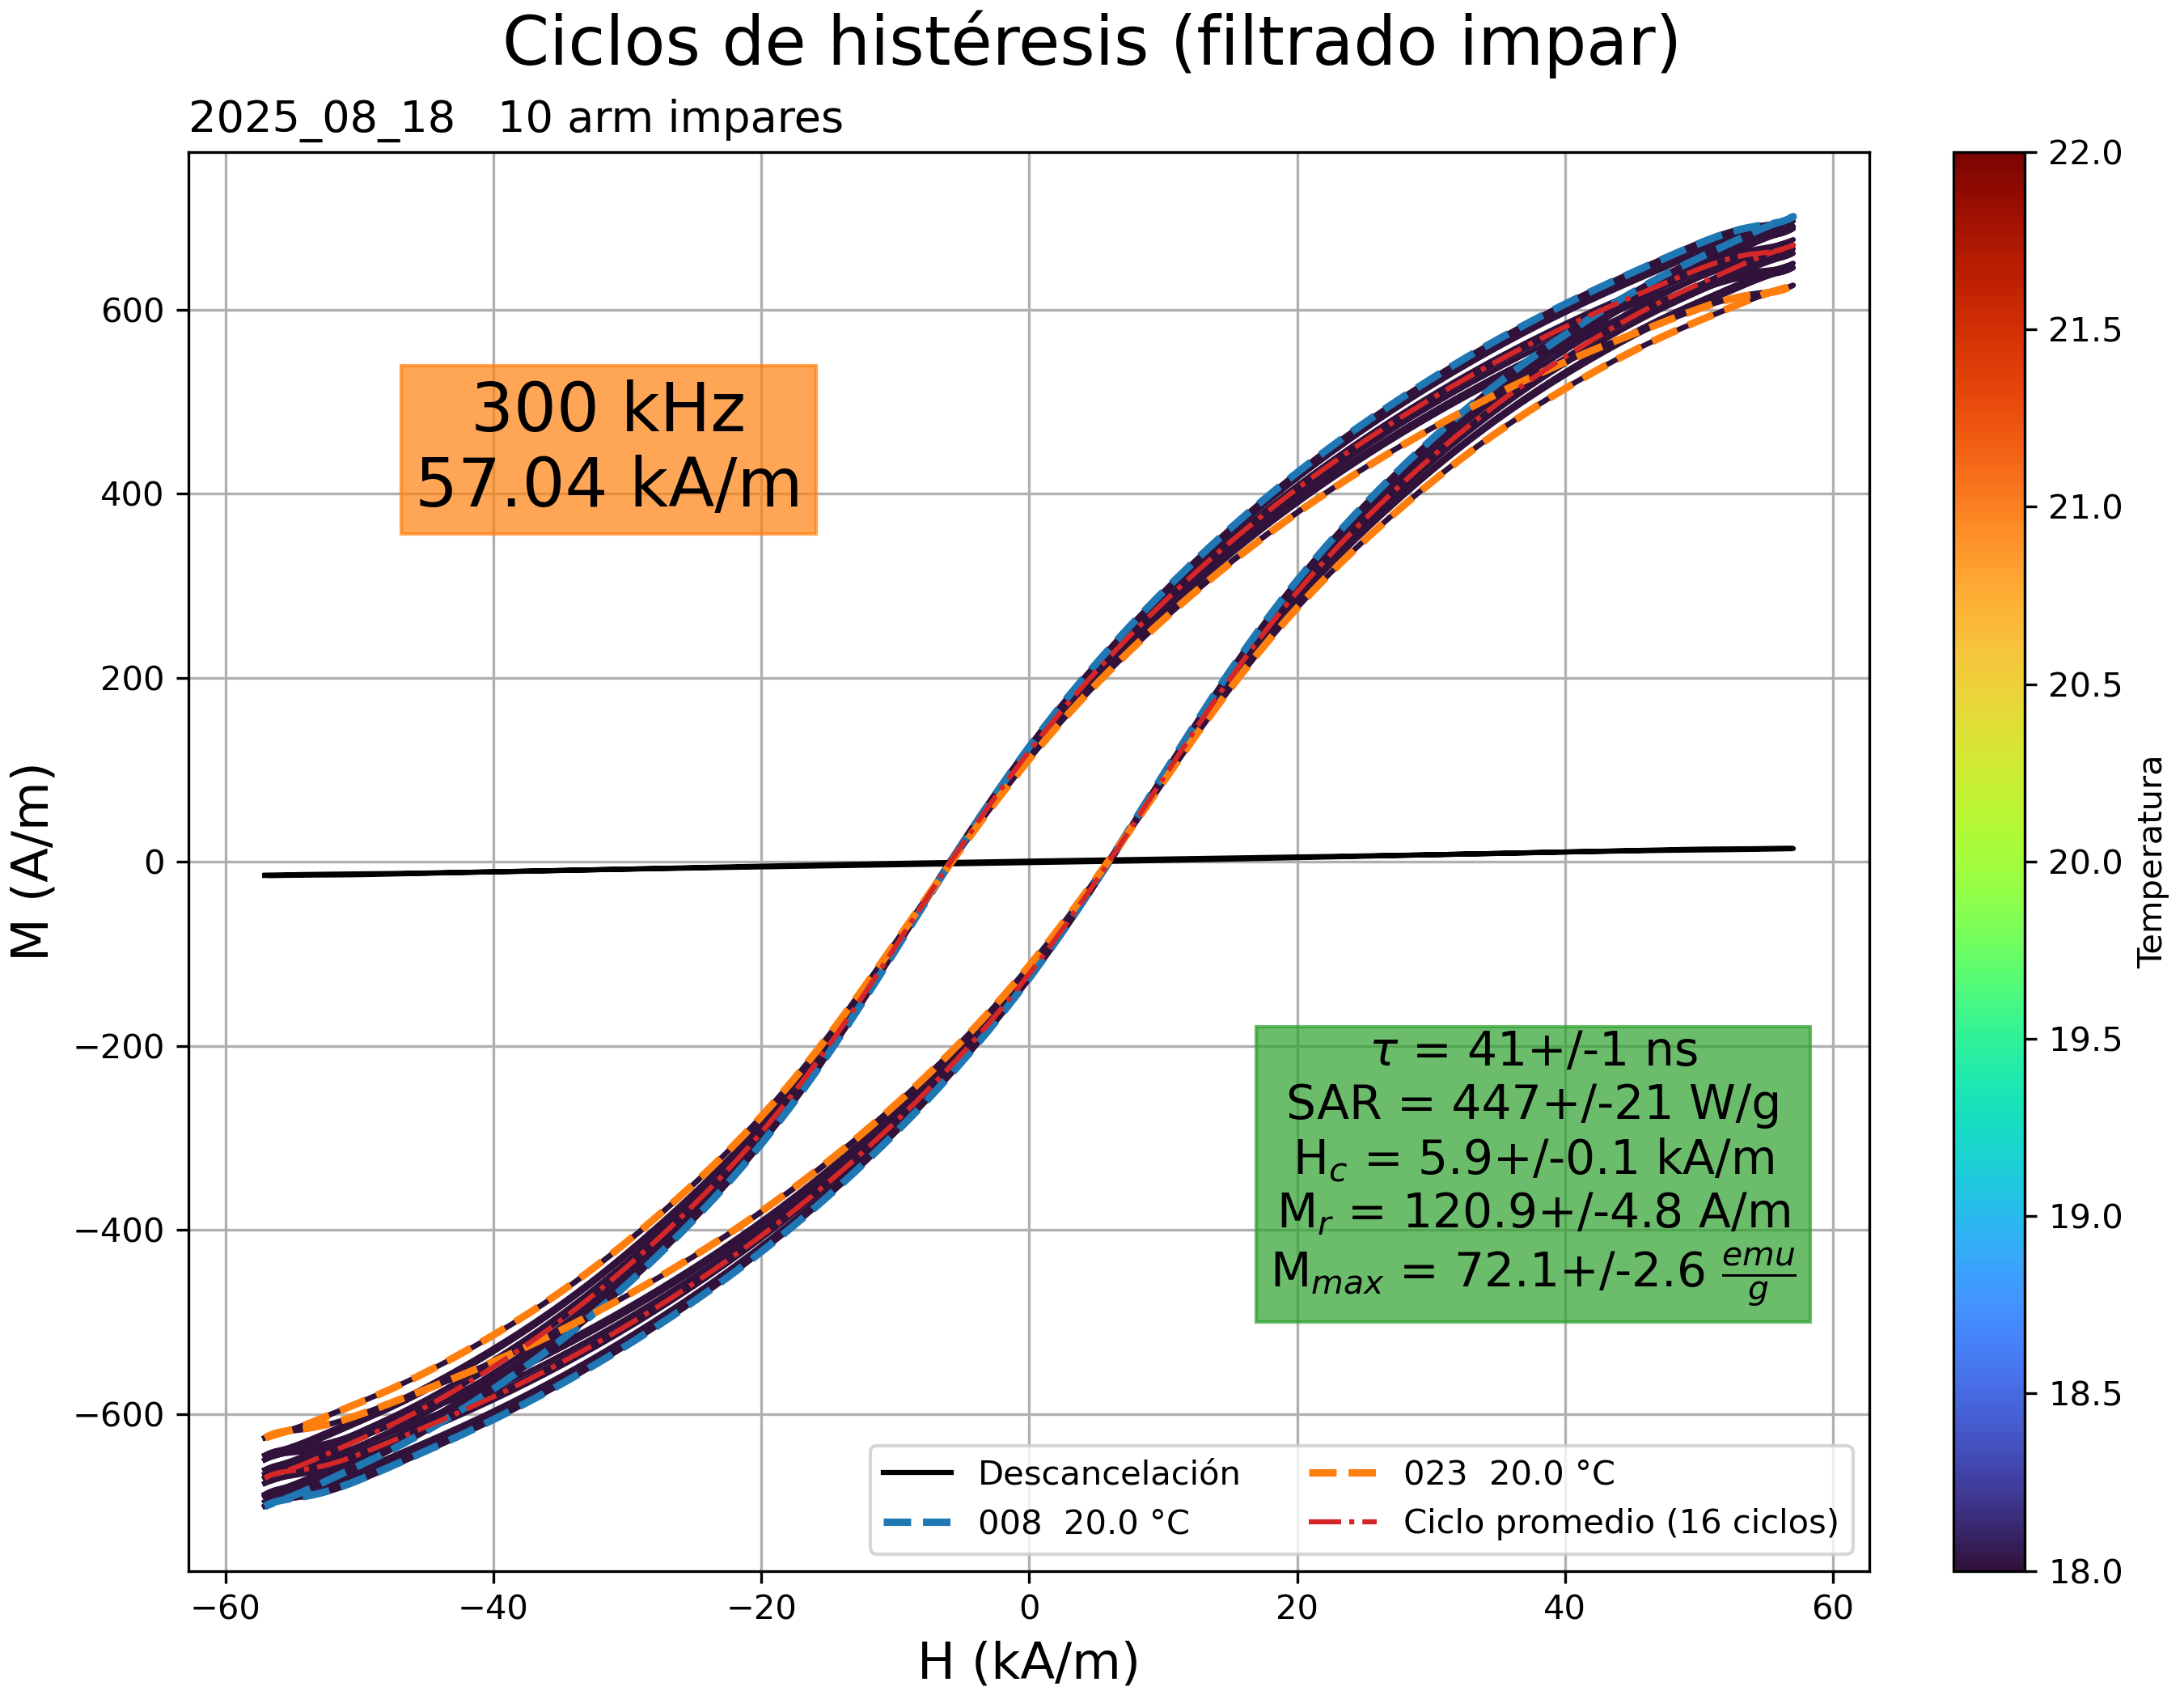 Ciclos de histéresis (filtrado impar)
2025_08_18   10 arm impares
300 kHz
57.04 kA/m
τ = 41+/-1 ns
SAR = 447+/-21 W/g
H_c = 5.9+/-0.1 kA/m
M_r = 120.9+/-4.8 A/m
M_max = 72.1+/-2.6 emu/g
Descancelación
008  20.0 °C
023  20.0 °C
Ciclo promedio (16 ciclos)
M (A/m)
600
400
200
0
−200
−400
−600
−60
−40
−20
0
20
40
60
H (kA/m)
22.0
21.5
21.0
20.5
20.0
19.5
19.0
18.5
18.0
Temperatura